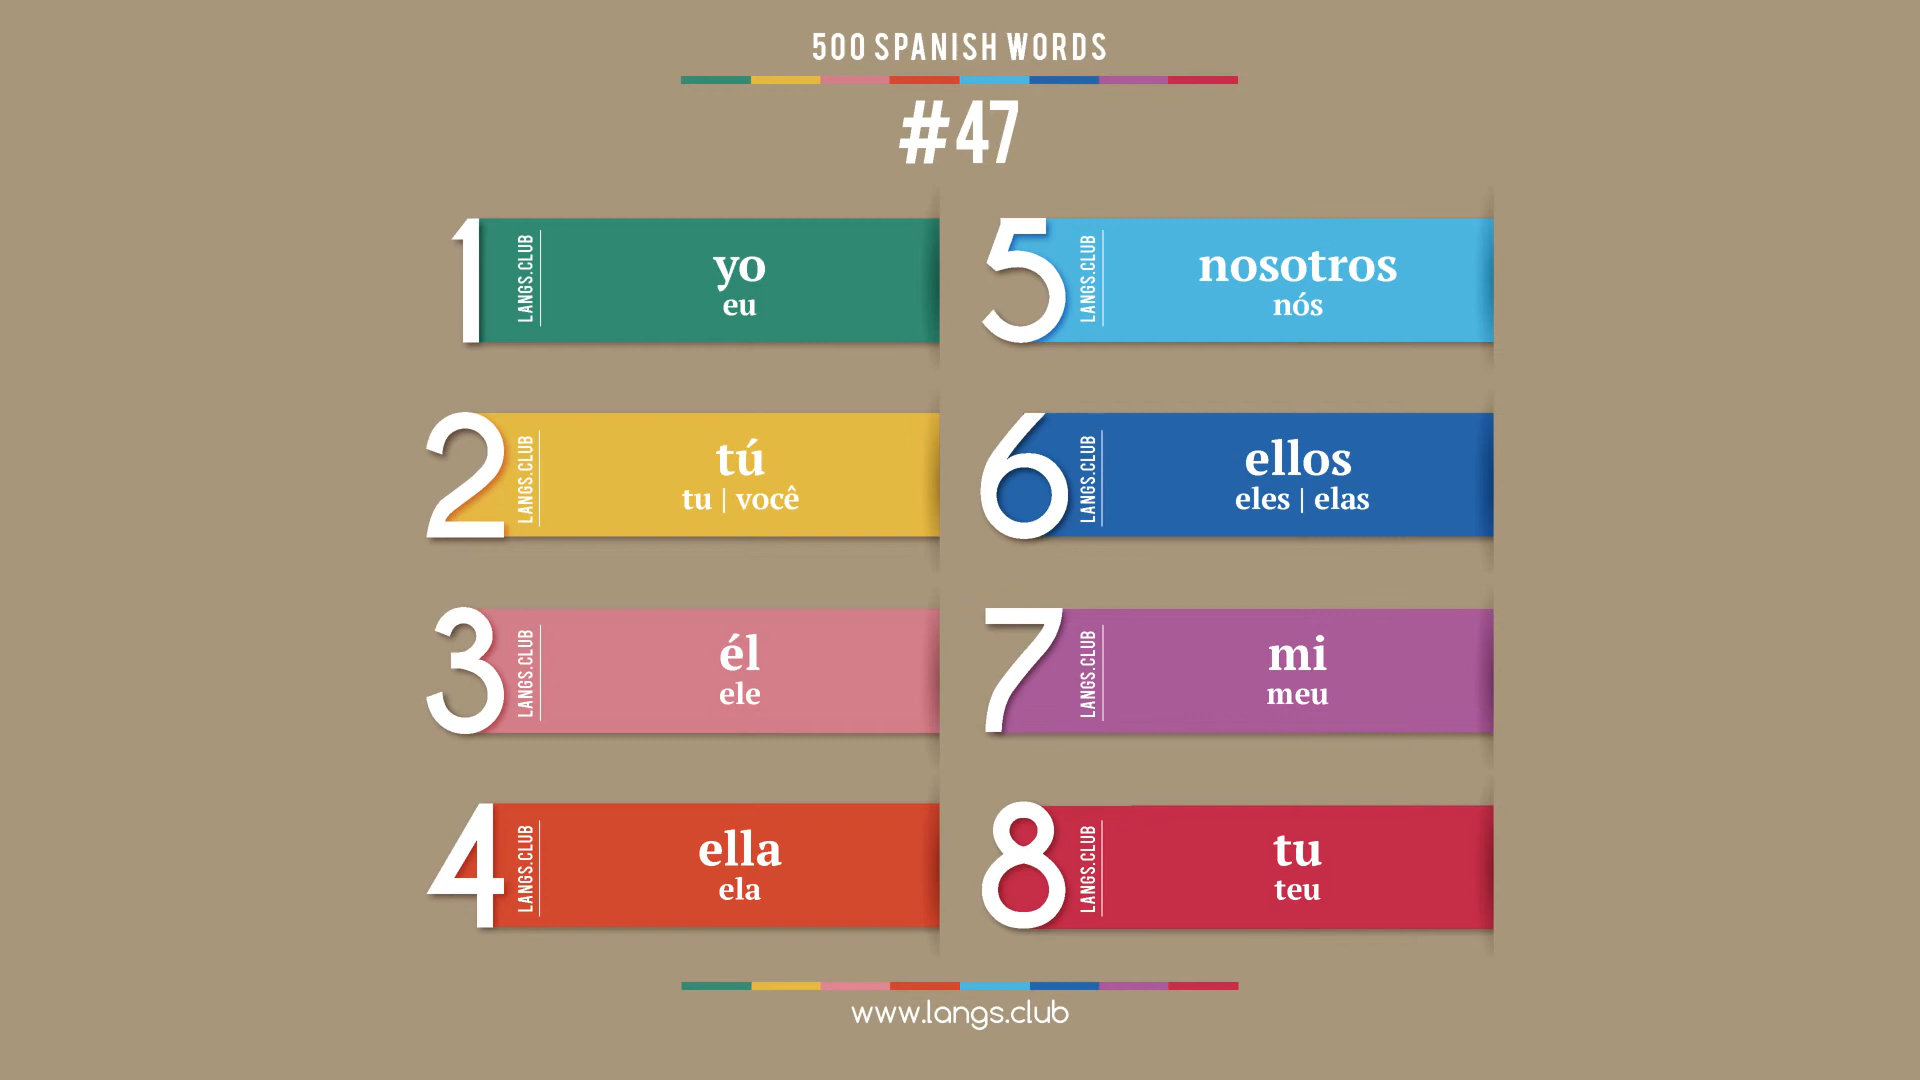 500 SPANISH WORDS
#47
1
LANGS.CLUB
yo
eu
2
LANGS.CLUB
tú
tu | você
3
LANGS.CLUB
él
ele
4
LANGS.CLUB
ella
ela
5
LANGS.CLUB
nosotros
nós
6
LANGS.CLUB
ellos
eles | elas
7
LANGS.CLUB
mi
meu
8
LANGS.CLUB
tu
teu
www.langs.club